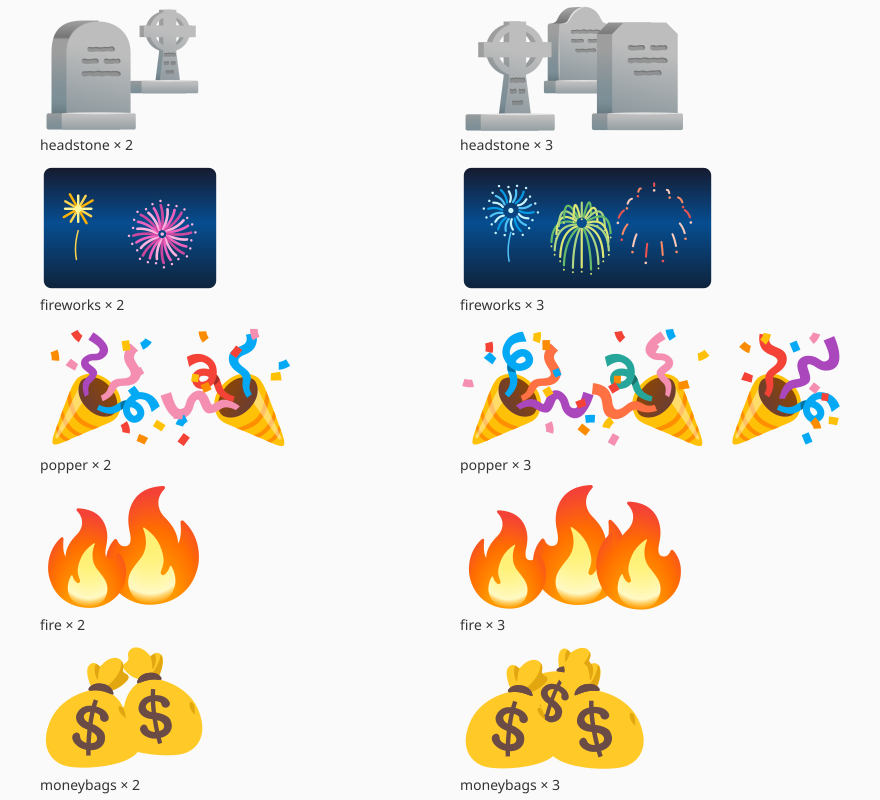 headstone × 2
headstone × 3
fireworks × 2
fireworks × 3
popper × 2
popper × 3
fire × 2
fire × 3
$ $
$ $ $
moneybags × 2
moneybags × 3